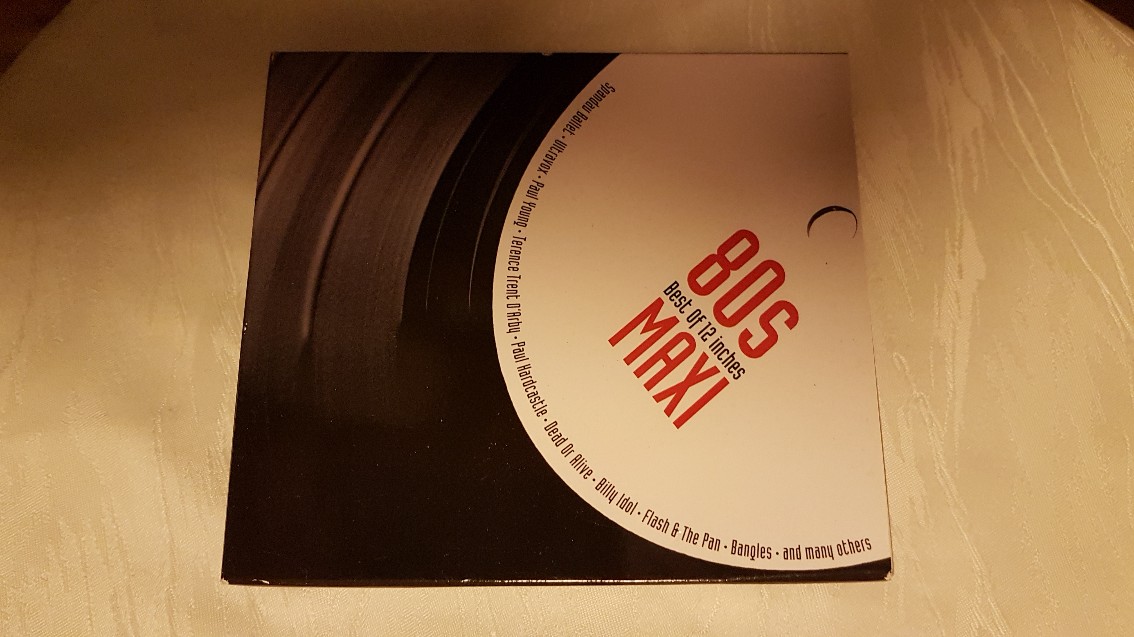 80s
Best Of 12 inches
MAXI
Spandau Ballet • Ultravox • Paul Young • Terence Trent D'Arby • Paul Hardcastle • Dead Or Alive • Billy Idol • Flash & The Pan • Bangles • and many others